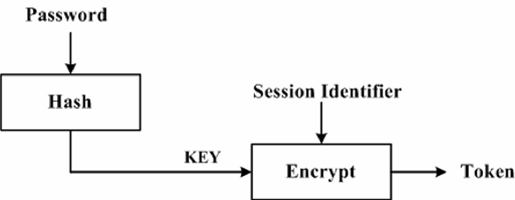 Password
Hash
Session Identifier
KEY
Encrypt
Token